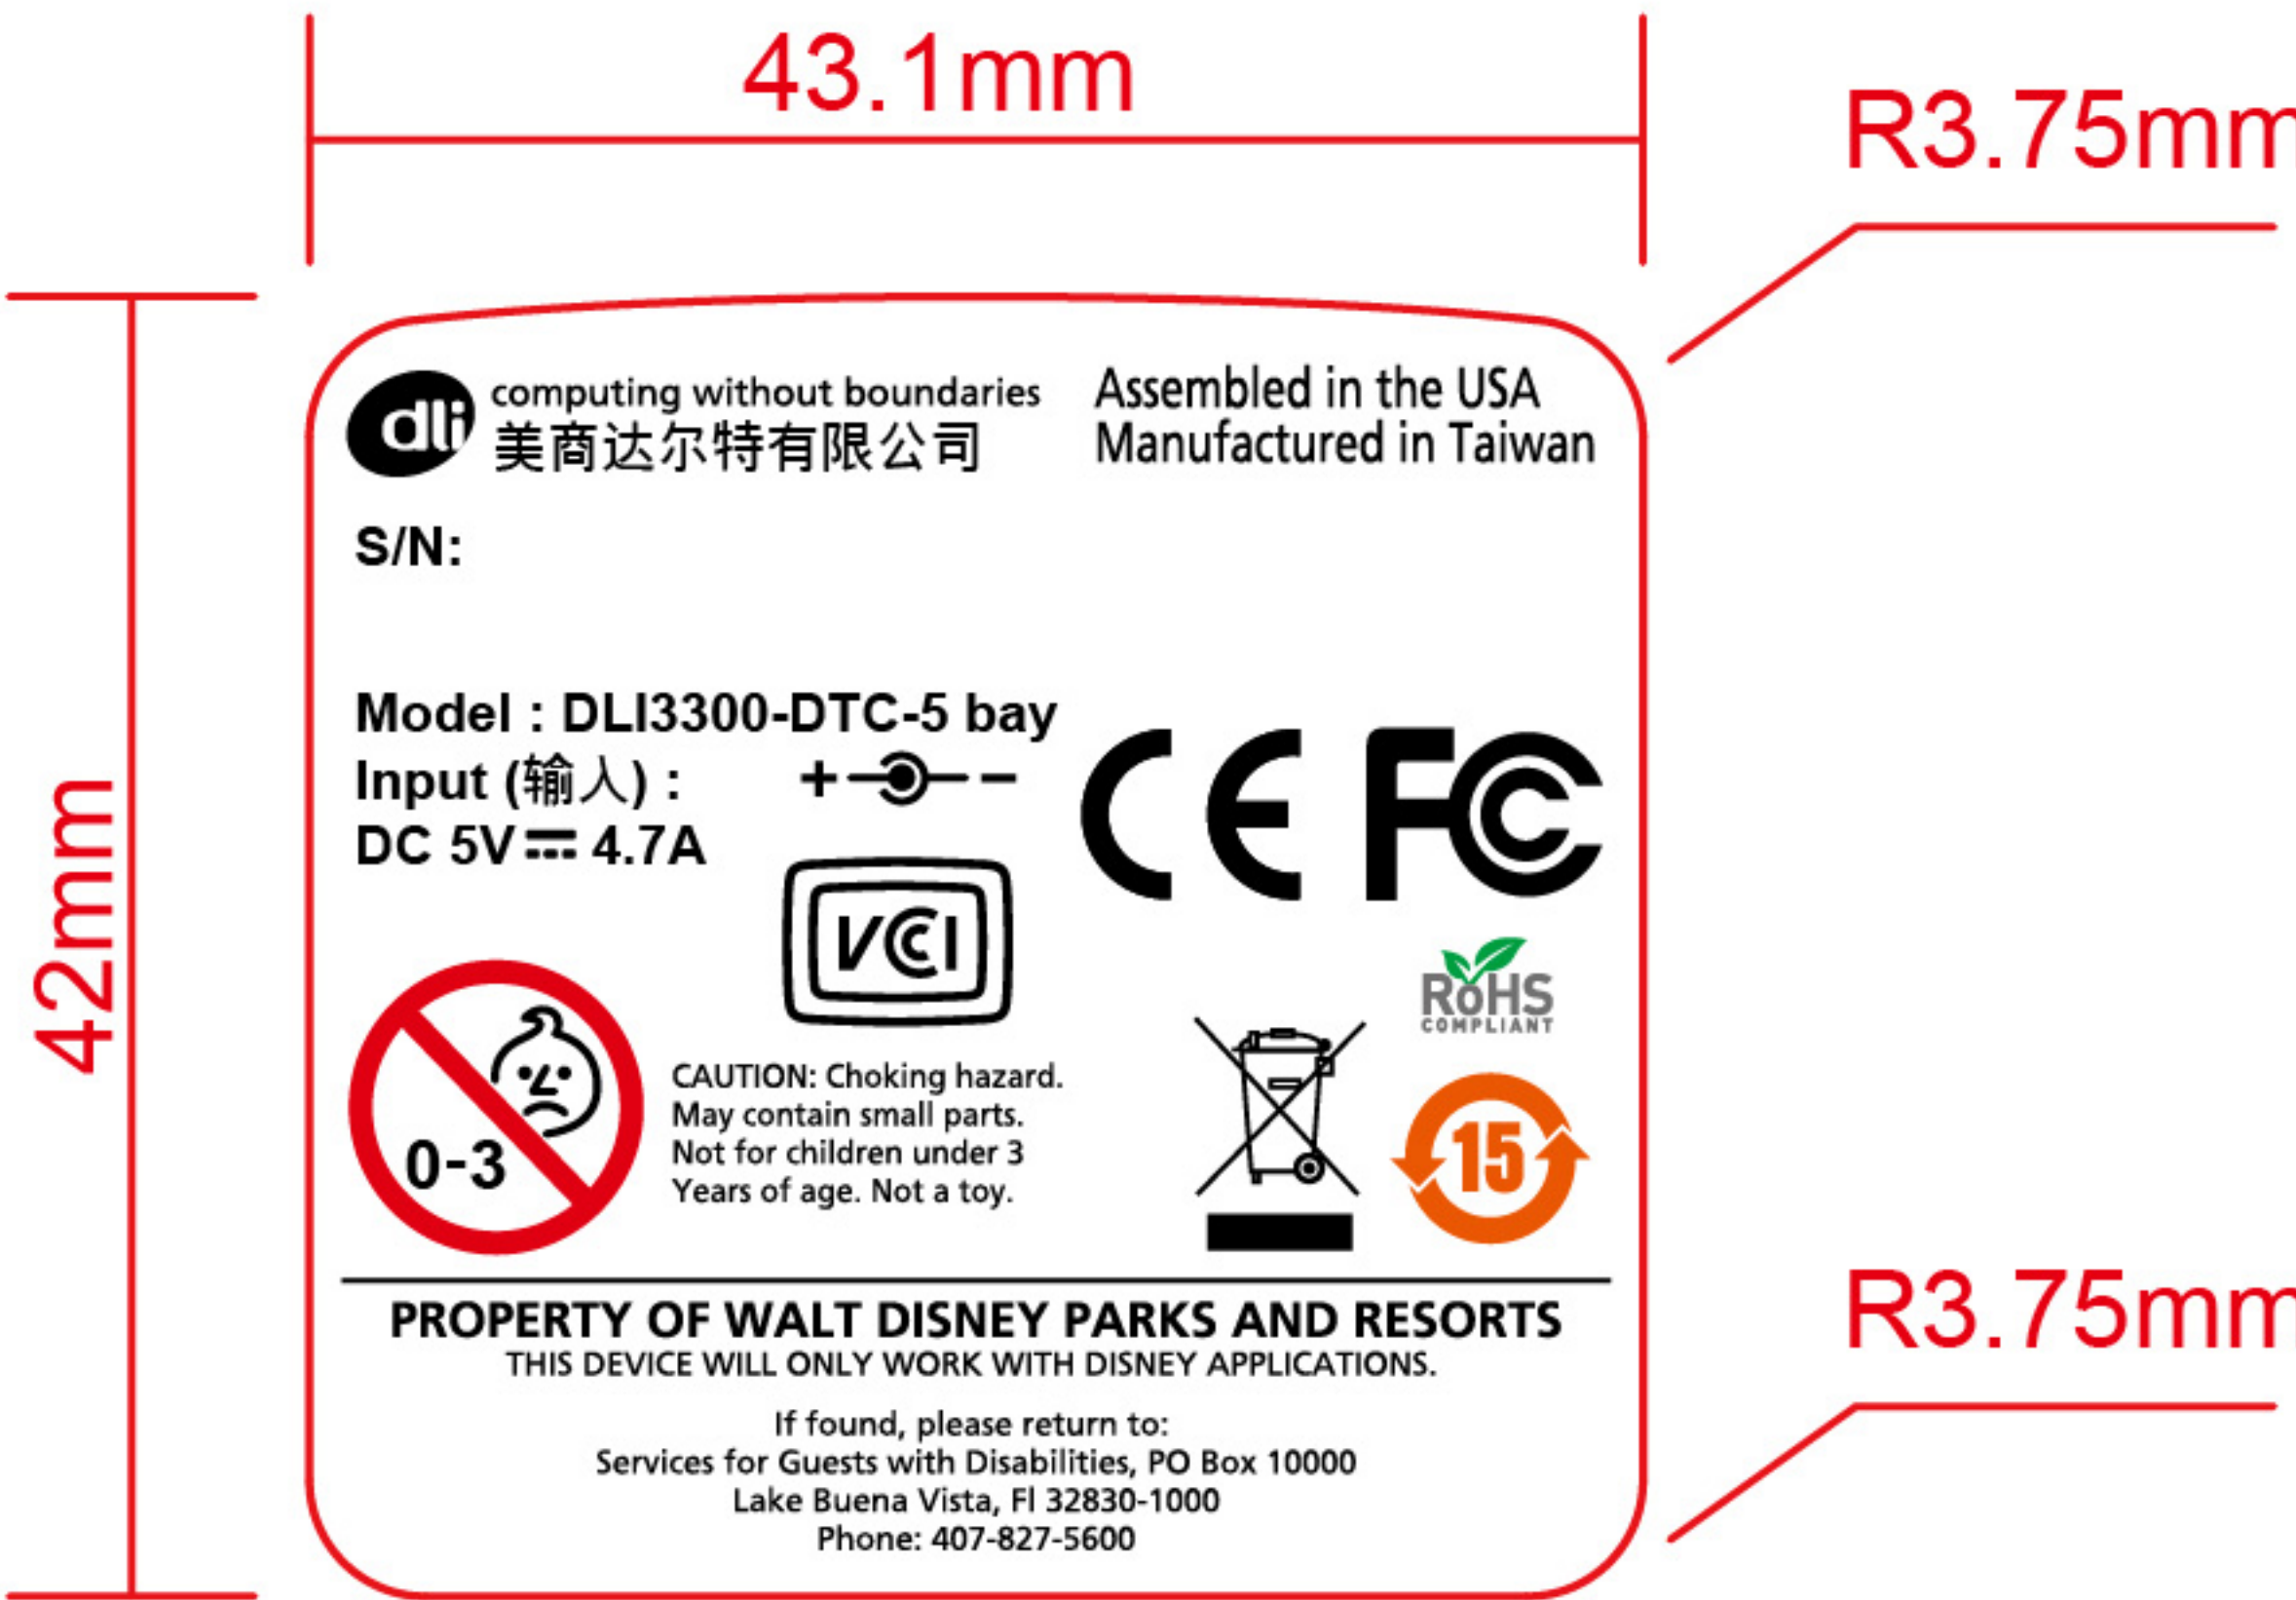 43.1mm
R3.75mm
dli computing without boundaries
美商达尔特有限公司
Assembled in the USA
Manufactured in Taiwan
S/N:
42mm
Model : DLI3300-DTC-5 bay
Input (输入) :
+ −
DC 5V 4.7A
CE FC
VCI
RoHS
COMPLIANT
0-3
CAUTION: Choking hazard.
May contain small parts.
Not for children under 3
Years of age. Not a toy.
15
PROPERTY OF WALT DISNEY PARKS AND RESORTS
THIS DEVICE WILL ONLY WORK WITH DISNEY APPLICATIONS.
R3.75mm
If found, please return to:
Services for Guests with Disabilities, PO Box 10000
Lake Buena Vista, Fl 32830-1000
Phone: 407-827-5600